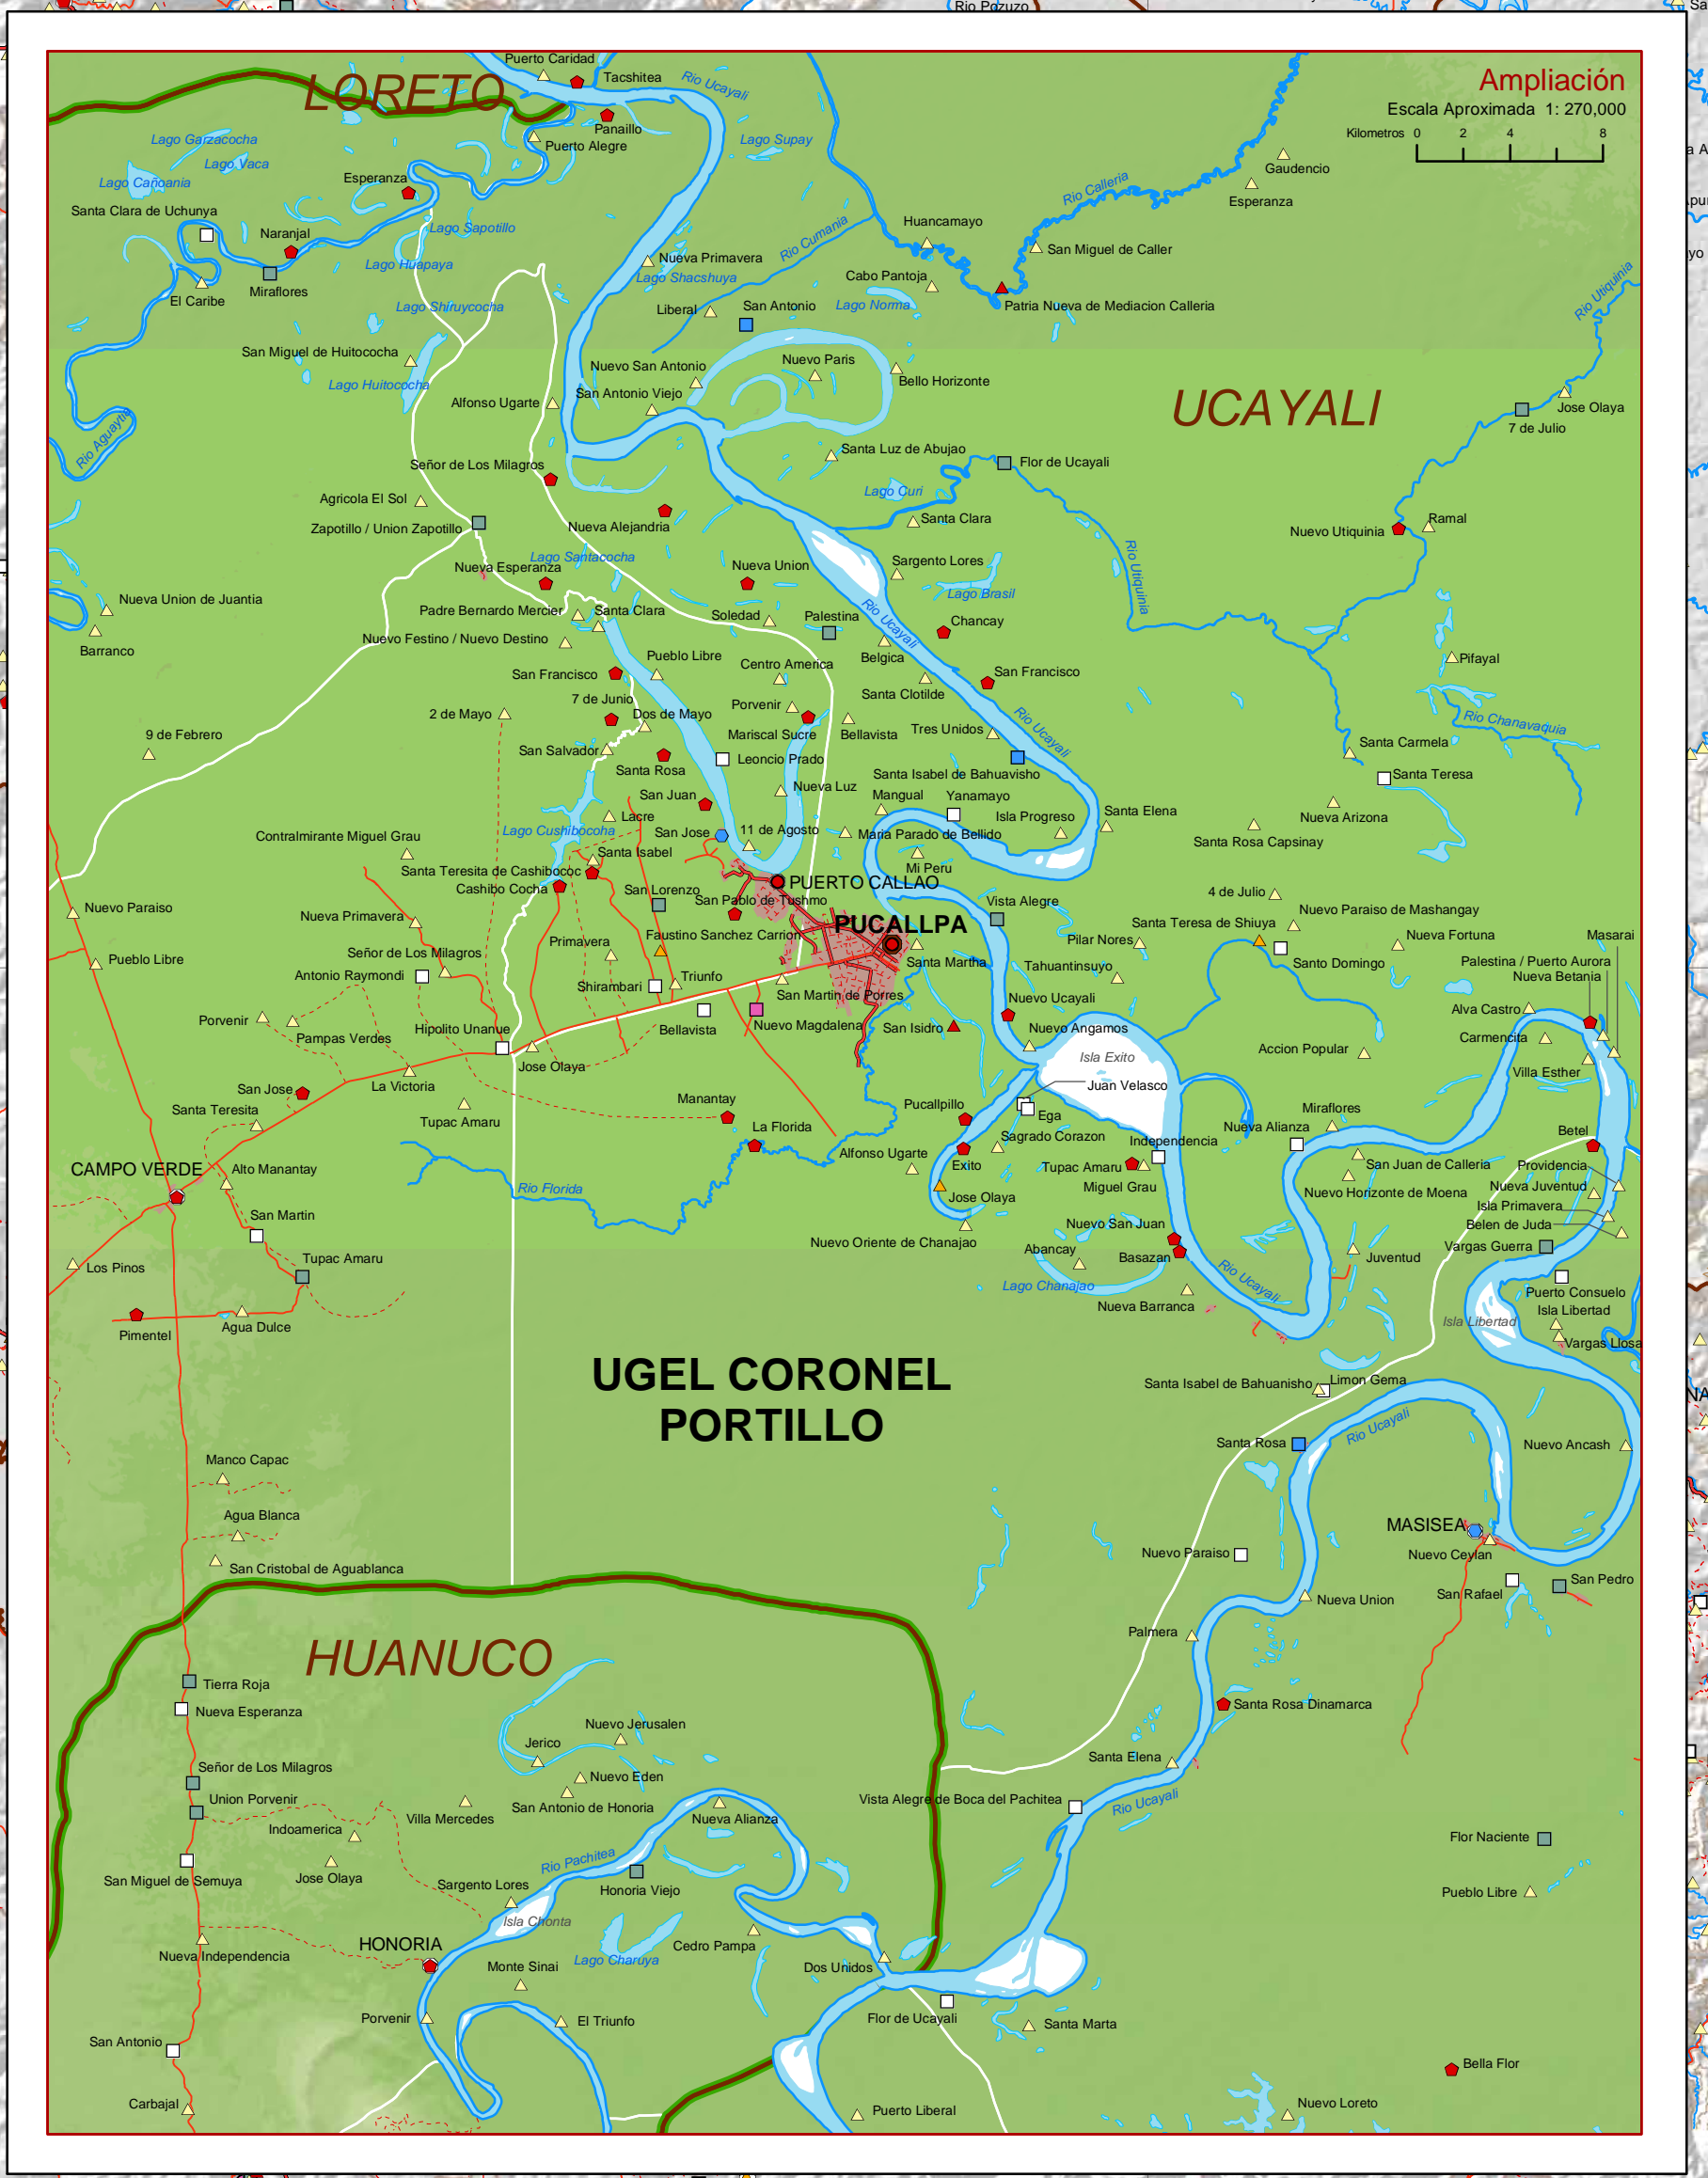 Rio Pozuzo
Ampliación
Escala Aproximada 1: 270,000
Kilometros 0 2 4 8
LORETO
Puerto Caridad
Tacshitea
Rio Ucayali
Panaillo
Puerto Alegre
Lago Garzacocha
Lago Vaca
Lago Cañoania
Lago Supay
Esperanza
Santa Clara de Uchunya
Naranjal
Lago Sapotillo
Lago Huapaya
Miraflores
El Caribe
Lago Shiruycocha
San Miguel de Huitococha
Lago Huitococha
Rio Aguaytia
Gaudencio
Esperanza
Rio Calleria
Huancamayo
San Miguel de Caller
Rio Cumania
Nueva Primavera
Lago Shacshuya
Cabo Pantoja
Lago Norma
Patria Nueva de Mediacion Calleria
Liberal
San Antonio
Rio Utiquinia
Nuevo San Antonio
Nuevo Paris
Bello Horizonte
San Antonio Viejo
Alfonso Ugarte
UCAYALI
Jose Olaya
7 de Julio
Santa Luz de Abujao
Flor de Ucayali
Señor de Los Milagros
Lago Curi
Agricola El Sol
Santa Clara
Zapotillo / Union Zapotillo
Nueva Alejandria
Nuevo Utiquinia
Ramal
Lago Santacocha
Nueva Esperanza
Nueva Union
Sargento Lores
Lago Brasil
Rio Utiquinia
Nueva Union de Juantia
Barranco
Padre Bernardo Mercier
Santa Clara
Soledad
Palestina
Rio Ucayali
Chancay
Nuevo Festino / Nuevo Destino
Belgica
Pueblo Libre
Centro America
San Francisco
Santa Clotilde
San Francisco
Pifayal
7 de Junio
2 de Mayo
Dos de Mayo
Porvenir
Mariscal Sucre
Bellavista
Tres Unidos
Rio Ucayali
Rio Chanavaquia
9 de Febrero
San Salvador
Santa Rosa
Leoncio Prado
Santa Isabel de Bahuavisho
Santa Carmela
Santa Teresa
San Juan
Nueva Luz
Mangual
Yanamayo
Isla Progreso
Santa Elena
Nueva Arizona
Lago Cushibocoha
Lacre
San Jose
11 de Agosto
Maria Parado de Bellido
Santa Rosa Capsinay
Contralmirante Miguel Grau
Santa Isabel
Mi Peru
Santa Teresita de Cashibococ
Cashibo Cocha
PUERTO CALLAO
San Lorenzo
San Pablo de Tushmo
4 de Julio
Vista Alegre
Nuevo Paraiso
Nueva Primavera
PUCALLPA
Nuevo Paraiso de Mashangay
Santa Teresa de Shiuya
Faustino Sanchez Carrion
Pilar Nores
Nueva Fortuna
Masarai
Primavera
Señor de Los Milagros
Pueblo Libre
Santa Martha
Santo Domingo
Palestina / Puerto Aurora
Nueva Betania
Antonio Raymondi
Triunfo
Shirambari
Tahuantinsuyo
San Martin de Porres
Nuevo Ucayali
Alva Castro
Porvenir
Pampas Verdes
Hipolito Unanue
Bellavista
Nuevo Magdalena
San Isidro
Nuevo Angamos
Carmencita
Isla Exito
Accion Popular
Jose Olaya
Villa Esther
La Victoria
San Jose
Juan Velasco
Santa Teresita
Tupac Amaru
Manantay
Pucallpillo
Ega
Miraflores
La Florida
Sagrado Corazon
Independencia
Nueva Alianza
Betel
CAMPO VERDE
Alto Manantay
Alfonso Ugarte
Exito
Tupac Amaru
San Juan de Calleria
Providencia
Rio Florida
Miguel Grau
Nuevo Horizonte de Moena
Nueva Juventud
Jose Olaya
Isla Primavera
San Martin
Nuevo San Juan
Belen de Juda
Nuevo Oriente de Chanajao
Abancay
Basazan
Vargas Guerra
Los Pinos
Tupac Amaru
Juventud
Lago Chanajao
Rio Ucayali
Puerto Consuelo
Nueva Barranca
Isla Libertad
Isla Libertad
Pimentel
Agua Dulce
Vargas Llosa
UGEL CORONEL
PORTILLO
Santa Isabel de Bahuanisho
Limon Gema
Rio Ucayali
Santa Rosa
Nuevo Ancash
Manco Capac
Agua Blanca
MASISEA
San Cristobal de Aguablanca
Nuevo Paraiso
Nuevo Ceylan
San Rafael
San Pedro
Nueva Union
HUANUCO
Palmera
Tierra Roja
Nueva Esperanza
Santa Rosa Dinamarca
Nuevo Jerusalen
Jerico
Santa Elena
Señor de Los Milagros
Nuevo Eden
Union Porvenir
San Antonio de Honoria
Vista Alegre de Boca del Pachitea
Rio Ucayali
Villa Mercedes
Nueva Alianza
Indoamerica
Flor Naciente
Rio Pachitea
San Miguel de Semuya
Jose Olaya
Sargento Lores
Honoria Viejo
Pueblo Libre
Isla Chonta
HONORIA
Cedro Pampa
Nueva Independencia
Lago Charuya
Monte Sinai
Dos Unidos
Porvenir
El Triunfo
Flor de Ucayali
Santa Marta
San Antonio
Bella Flor
Carbajal
Puerto Liberal
Nuevo Loreto